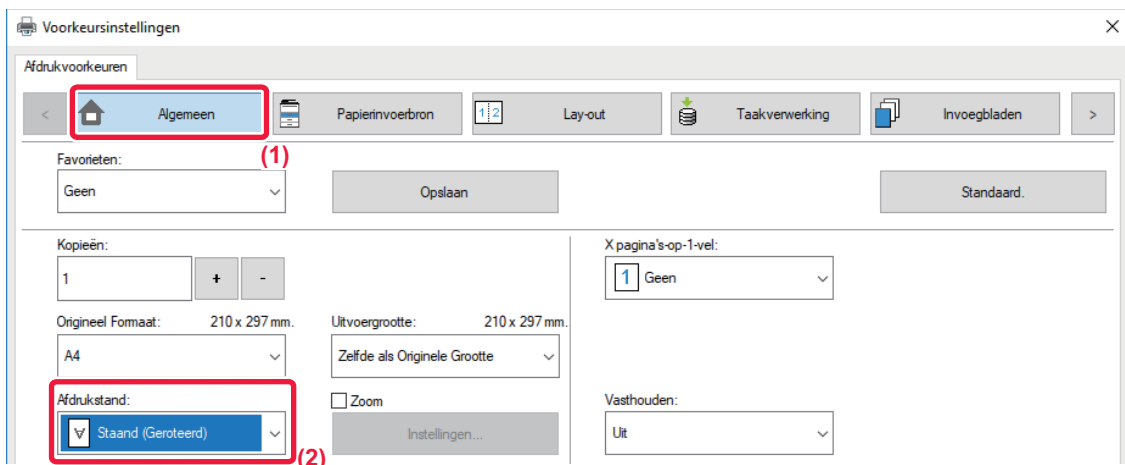 Voorkeursinstellingen
Afdrukvoorkeuren
< Algemeen Papierinvoerbron 1 2 Lay-out Taakverwerking Invoegbladen >
(1)
Favorieten:
Geen Opslaan Standaard.
Kopieën: X pagina's-op-1-vel:
1 + - 1 Geen
Origineel Formaat: 210 x 297 mm. Uitvoergrootte: 210 x 297 mm.
A4 Zelfde als Originele Grootte
Afdrukstand: Zoom Vasthouden:
A Staand (Geroteerd) Instellingen... Uit
(2)